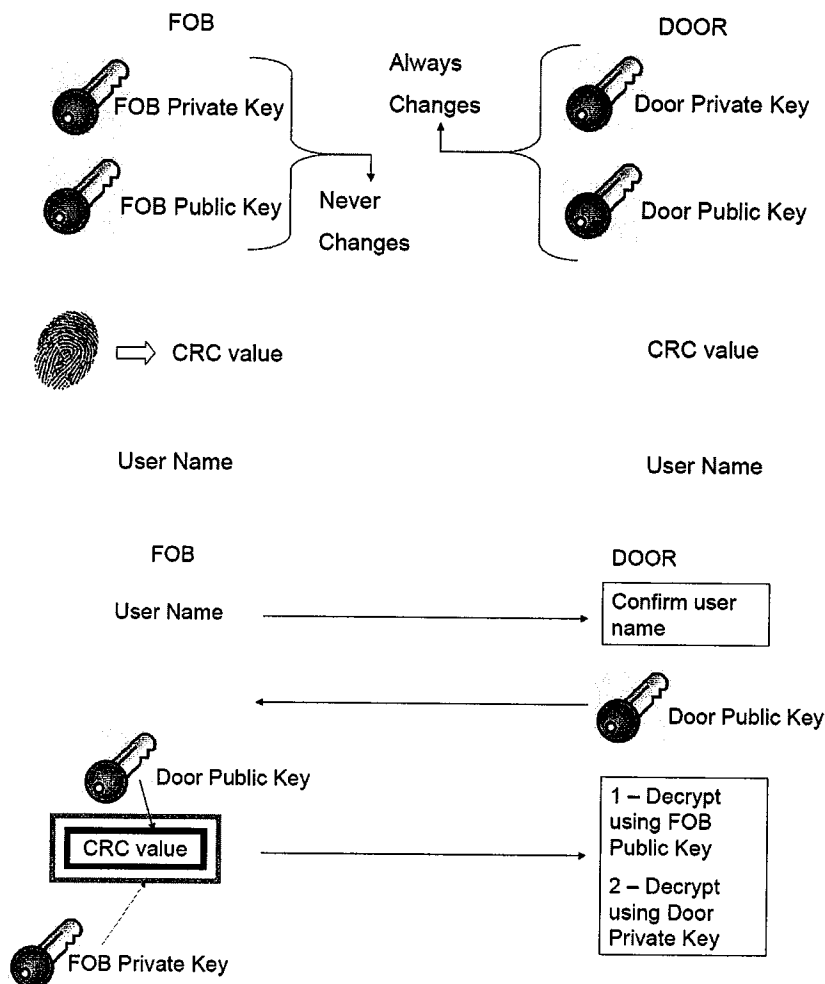 FOB
DOOR
FOB Private Key
Always
Changes
Door Private Key
FOB Public Key
Never
Changes
Door Public Key
CRC value
CRC value
User Name
User Name
FOB
DOOR
User Name
Confirm user
name
Door Public Key
Door Public Key
CRC value
1 – Decrypt
using FOB
Public Key
2 – Decrypt
using Door
Private Key
FOB Private Key